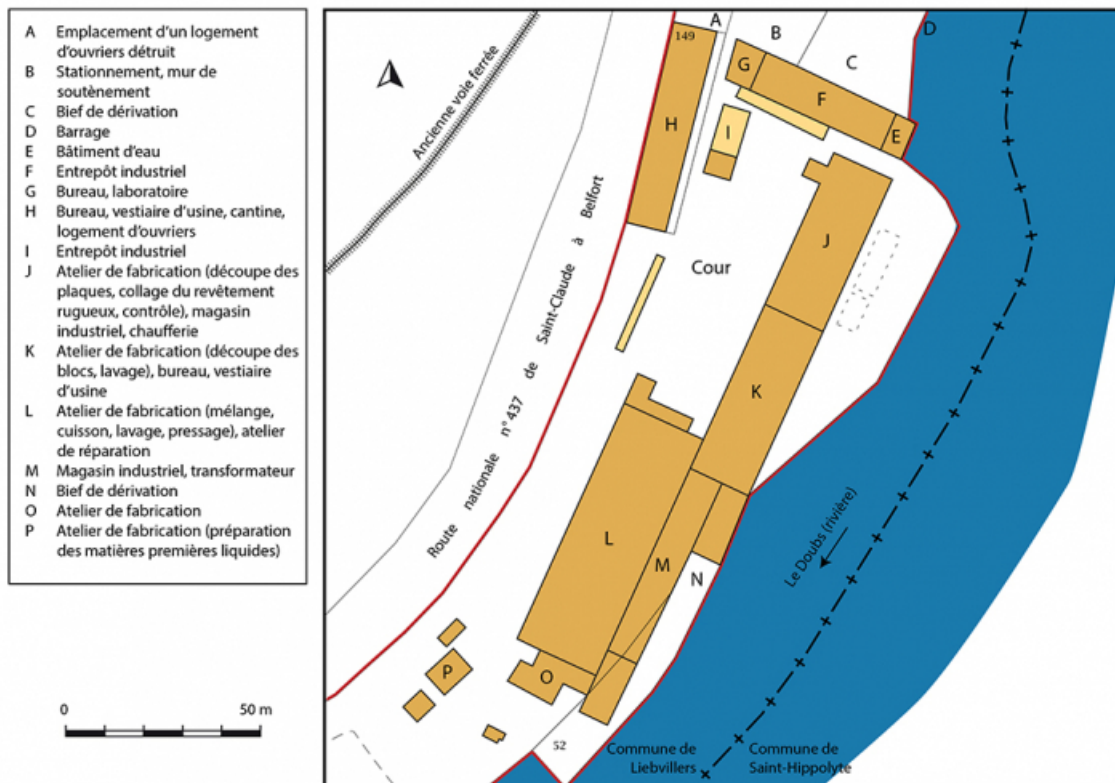 A Emplacement d'un logement
d'ouvriers détruit
B Stationnement, mur de
soutènement
C Bief de dérivation
D Barrage
E Bâtiment d'eau
F Entrepôt industriel
G Bureau, laboratoire
H Bureau, vestiaire d'usine, cantine,
logement d'ouvriers
I Entrepôt industriel
J Atelier de fabrication (découpe des
plaques, collage du revêtement
rugueux, contrôle), magasin
industriel, chaufferie
K Atelier de fabrication (découpe des
blocs, lavage), bureau, vestiaire
d'usine
L Atelier de fabrication (mélange,
cuisson, lavage, pressage), atelier
de réparation
M Magasin industriel, transformateur
N Bief de dérivation
O Atelier de fabrication
P Atelier de fabrication (préparation
des matières premières liquides)
0 50 m
Ancienne voie ferrée
Route nationale n° 437 de Saint-Claude à Belfort
A
149
B
C
D
G
F
E
H
I
J
Cour
K
L
M
N
O
P
52
Le Doubs (rivière)
Commune de
Liebvillers
Commune de
Saint-Hippolyte